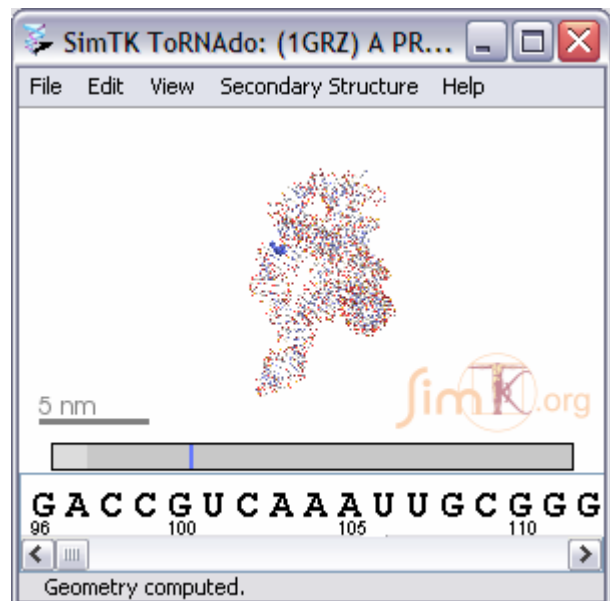 SimTK ToRNAdo: (1GRZ) A PR...
File Edit View Secondary Structure Help
5 nm
SimTK.org
G A C C G U C A A A U U G C G G G
96 100 105 110
Geometry computed.